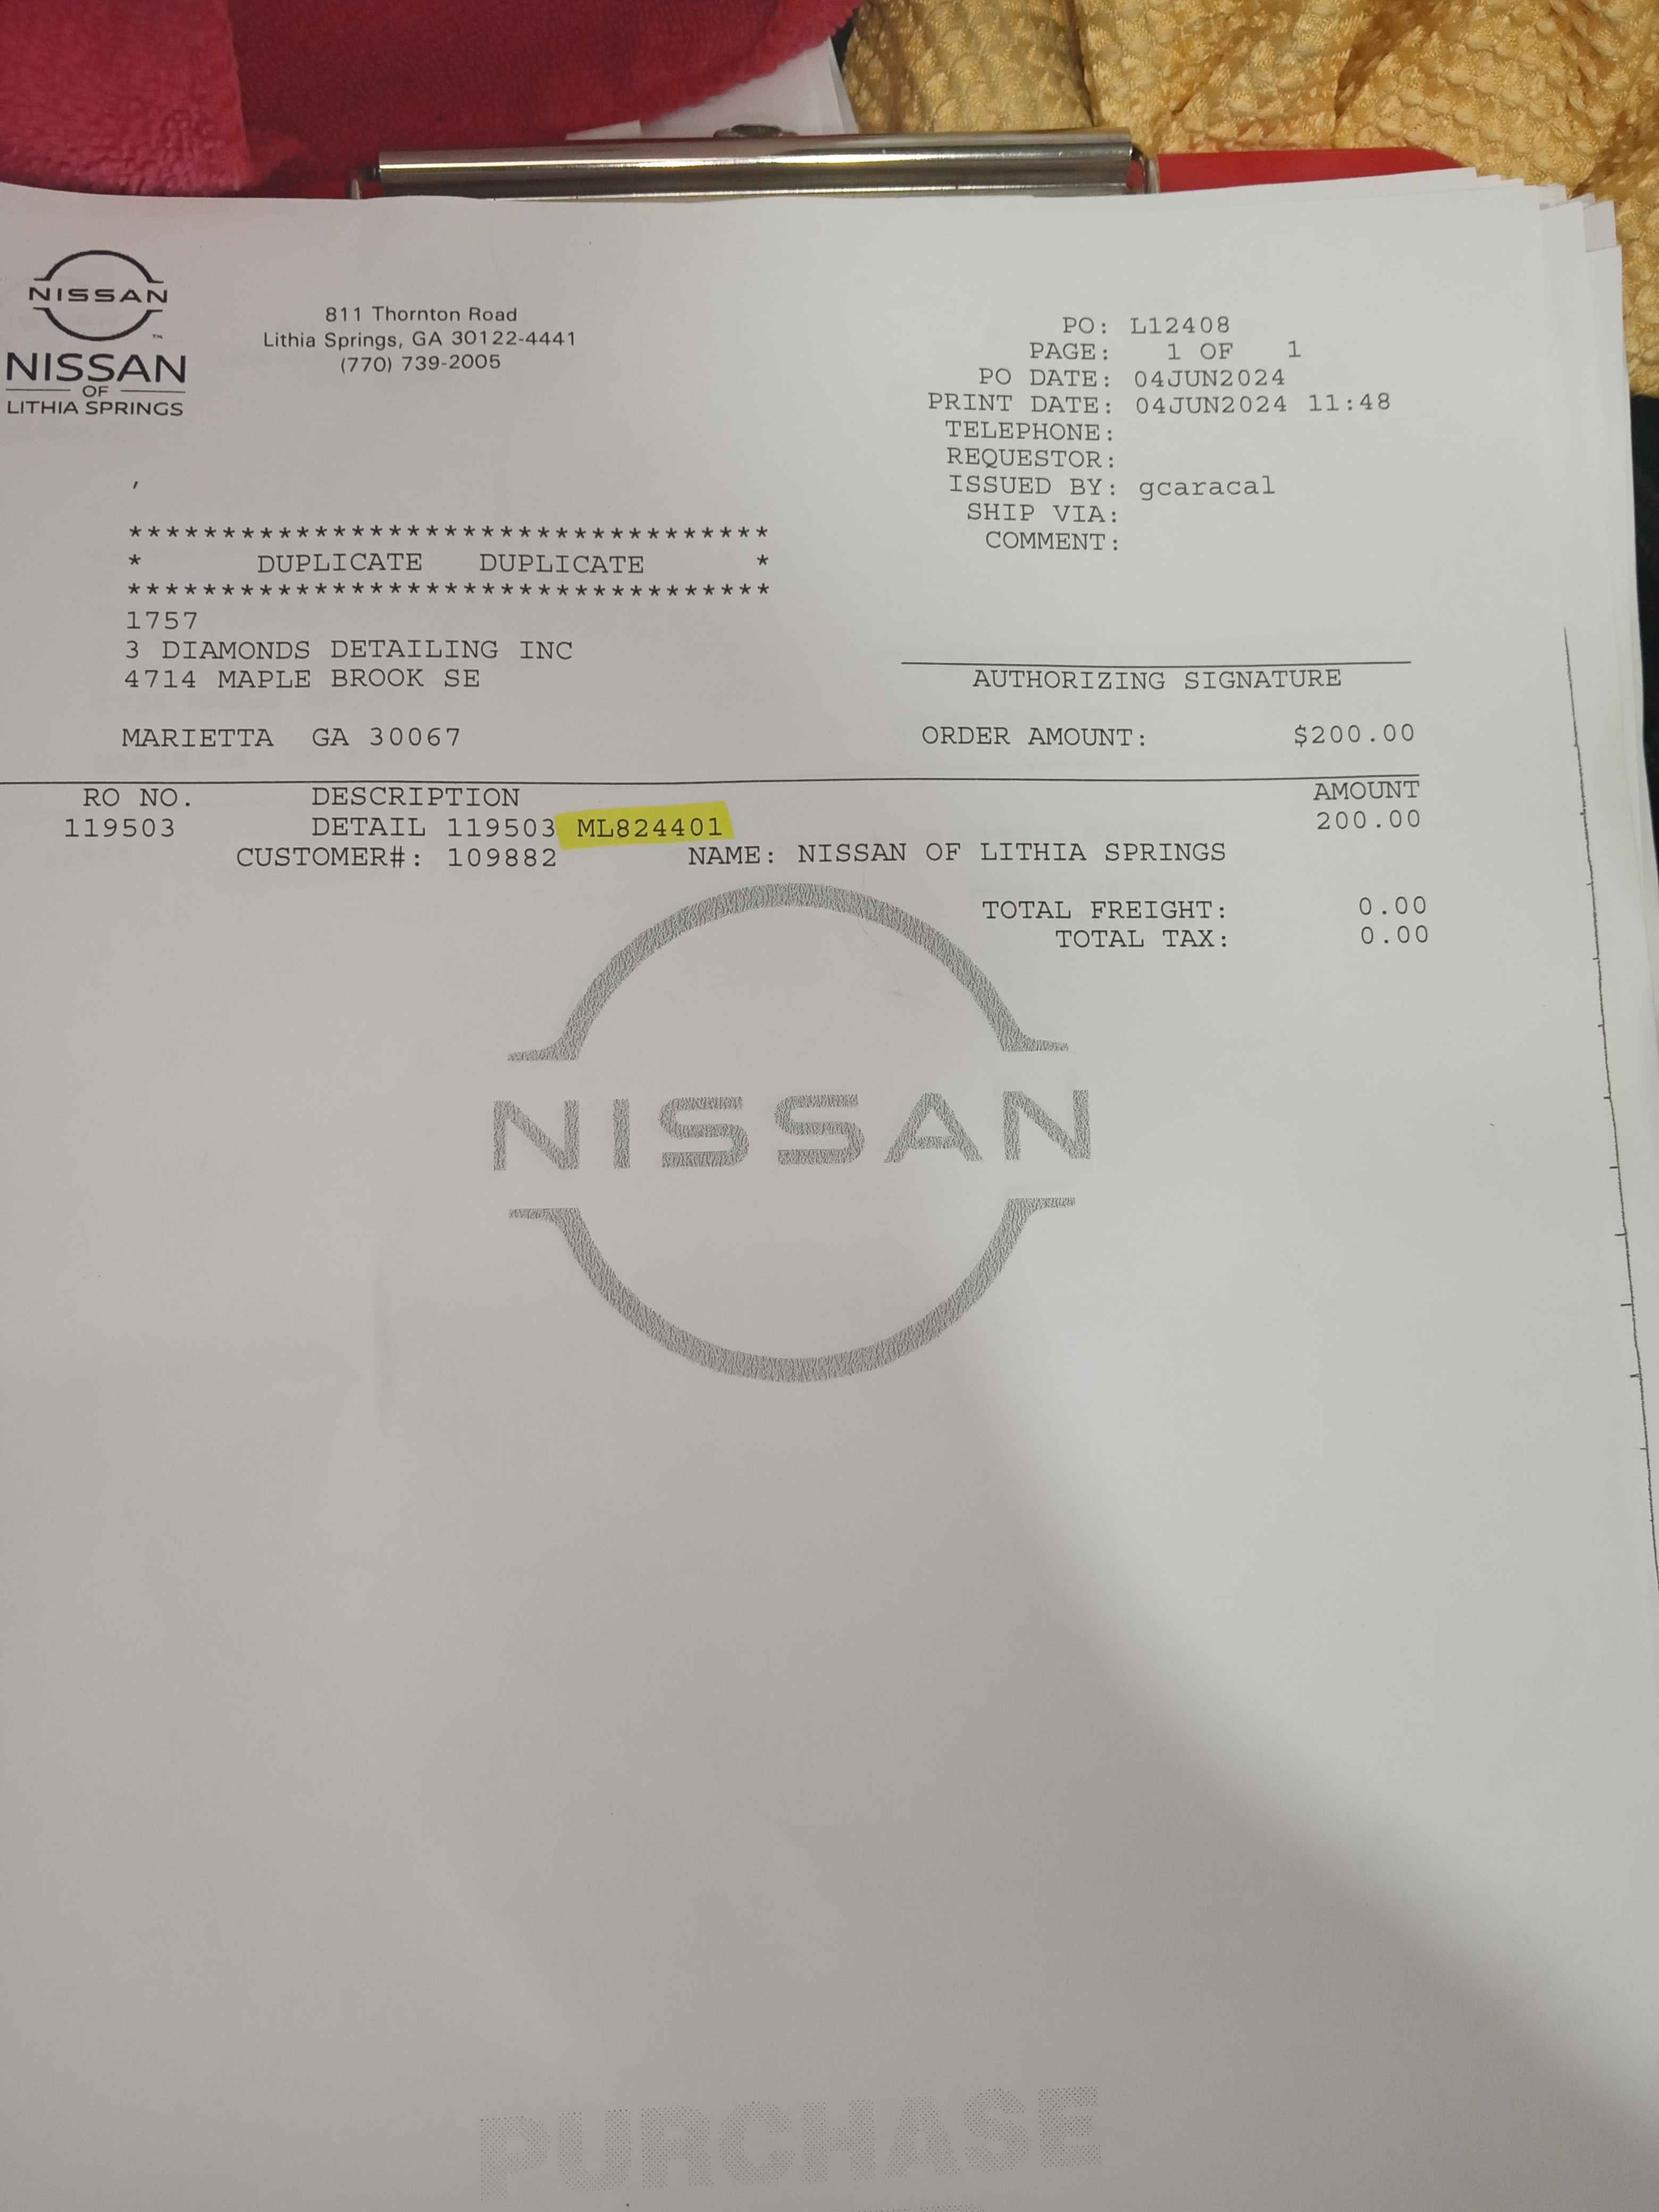 NISSAN
NISSAN
OF
LITHIA SPRINGS
811 Thornton Road
Lithia Springs, GA 30122-4441
(770) 739-2005
PO: L12408
PAGE: 1 OF 1
PO DATE: 04JUN2024
PRINT DATE: 04JUN2024 11:48
TELEPHONE:
REQUESTOR:
ISSUED BY: gcaracal
SHIP VIA:
COMMENT:
,
***********************************
* DUPLICATE DUPLICATE *
***********************************
1757
3 DIAMONDS DETAILING INC
4714 MAPLE BROOK SE
MARIETTA GA 30067
AUTHORIZING SIGNATURE
ORDER AMOUNT: $200.00
RO NO. DESCRIPTION AMOUNT
119503 DETAIL 119503 ML824401 200.00
CUSTOMER#: 109882 NAME: NISSAN OF LITHIA SPRINGS
TOTAL FREIGHT: 0.00
TOTAL TAX: 0.00
NISSAN
PURCHASE